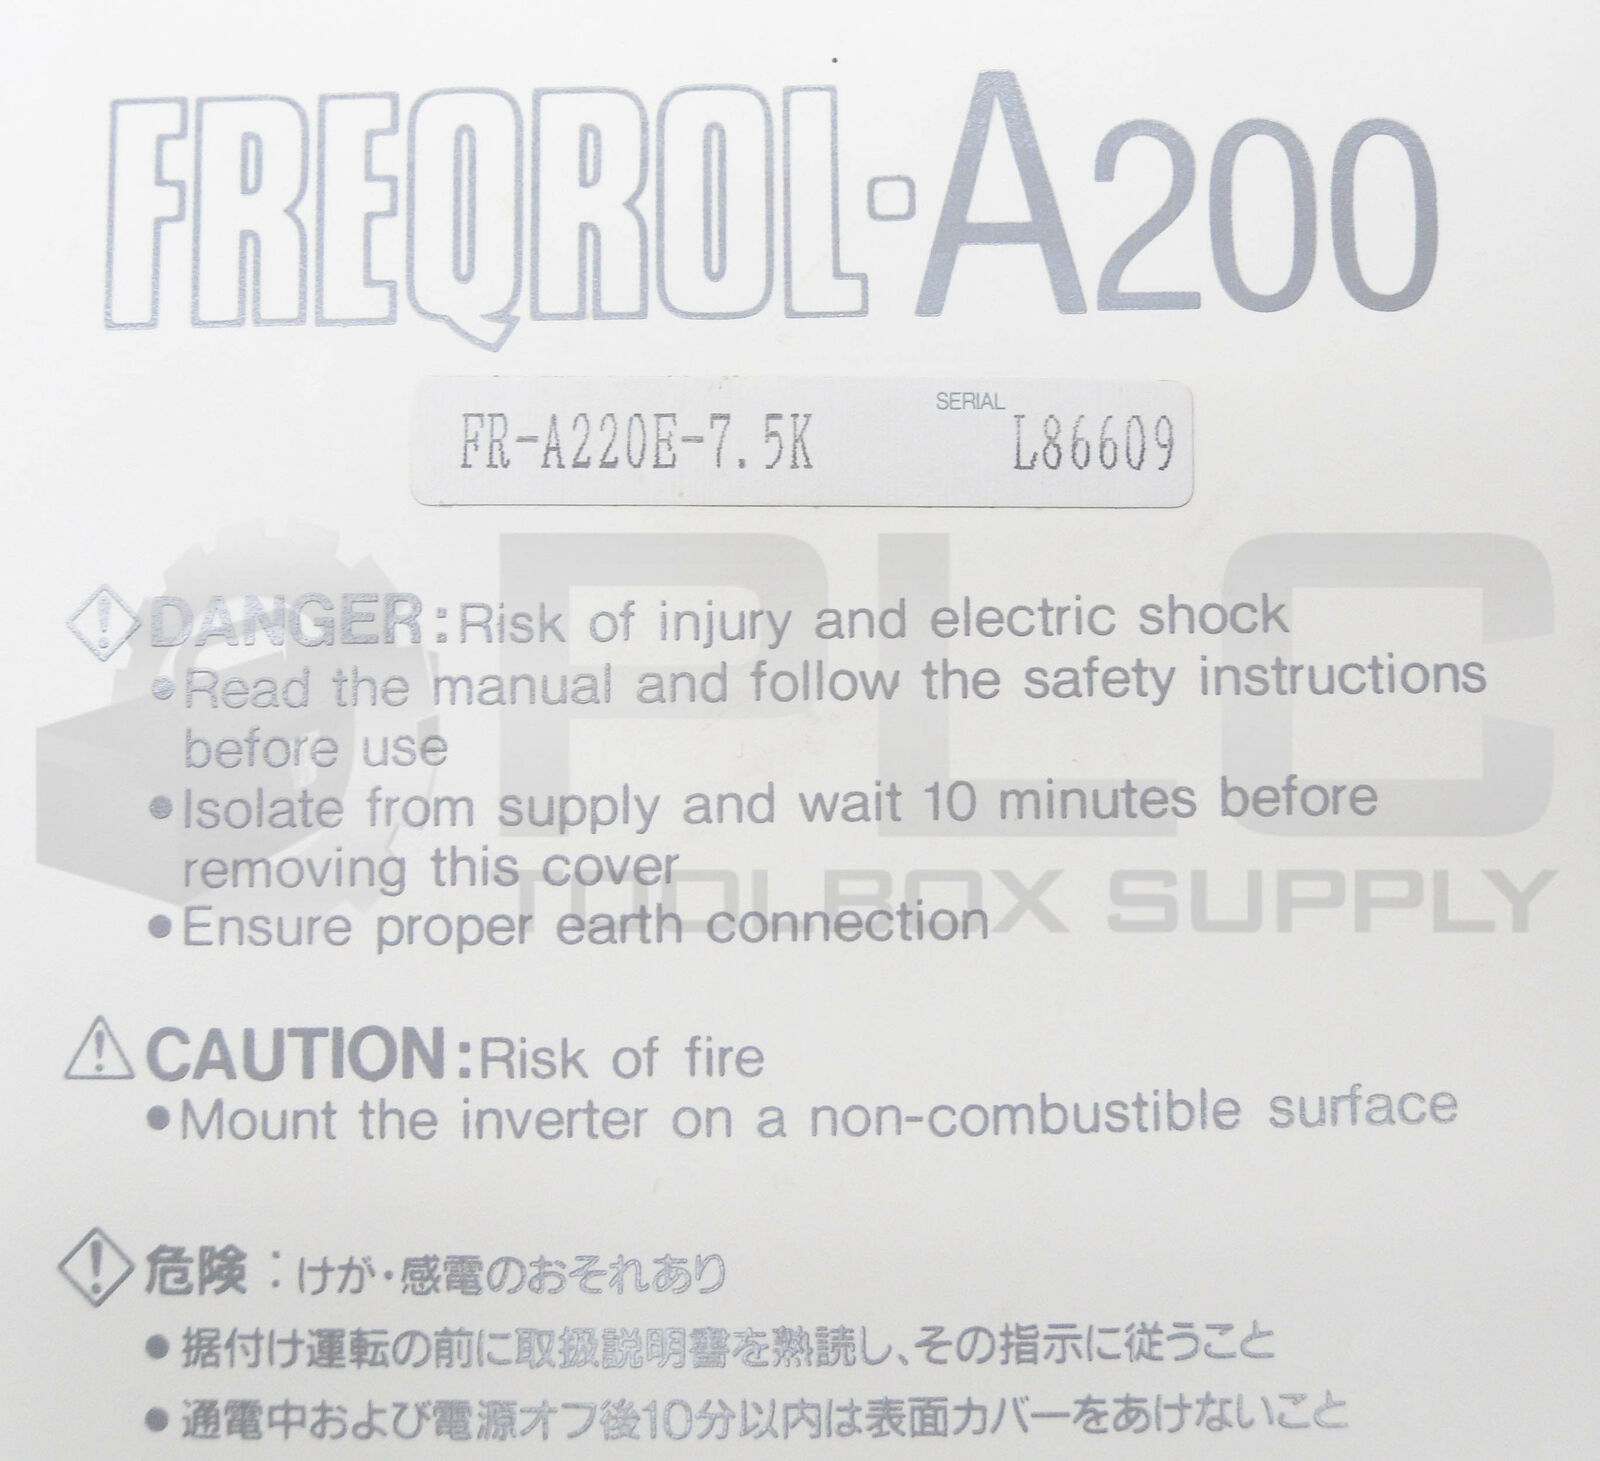 FREQROL-A200
FR-A220E-7.5K SERIAL L86609
PLC
TOOLBOX SUPPLY
DANGER:Risk of injury and electric shock
●Read the manual and follow the safety instructions
before use
●Isolate from supply and wait 10 minutes before
removing this cover
●Ensure proper earth connection
CAUTION:Risk of fire
●Mount the inverter on a non-combustible surface
危険：けが・感電のおそれあり
●据付け運転の前に取扱説明書を熟読し、その指示に従うこと
●通電中および電源オフ後10分以内は表面カバーをあけないこと